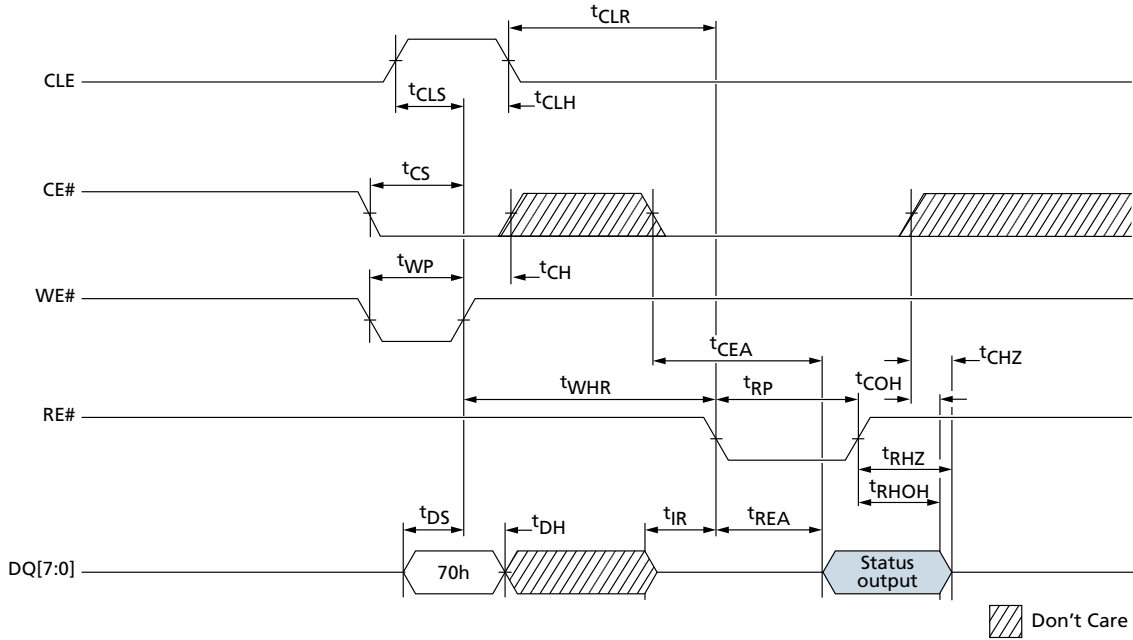 tCLR
CLE
tCLS
tCLH
tCS
CE#
tWP
tCH
WE#
tCEA
tCHZ
tWHR
tRP
tCOH
RE#
tRHZ
tRHOH
tDS
tDH
tIR
tREA
DQ[7:0]
70h
Status
output
Don't Care